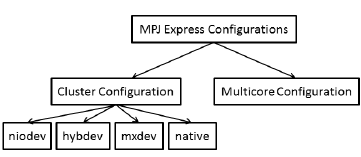 MPJ Express Configurations
Cluster Configuration
Multicore Configuration
niodev
hybdev
mxdev
native